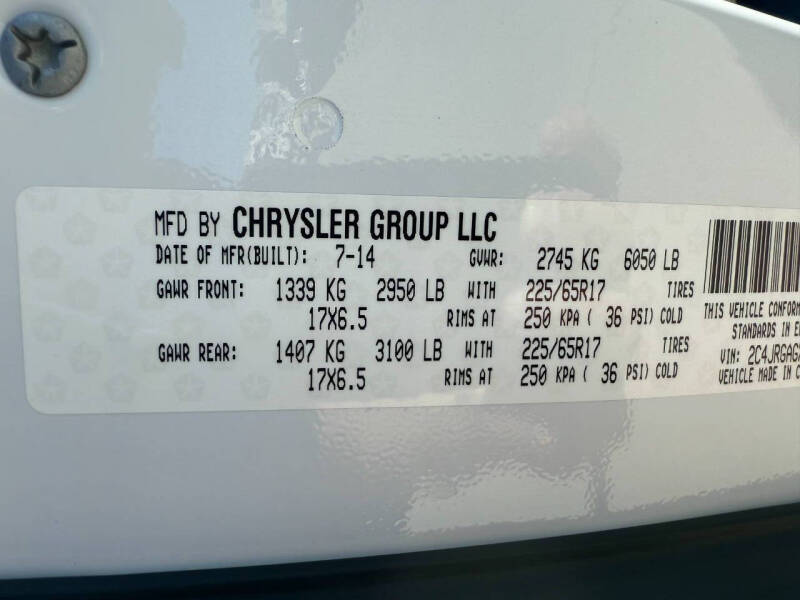 MFD BY CHRYSLER GROUP LLC
DATE OF MFR(BUILT): 7-14 GVWR: 2745 KG 6050 LB
GAWR FRONT: 1339 KG 2950 LB WITH 225/65R17 TIRES
17X6.5 RIMS AT 250 KPA ( 36 PSI) COLD
GAWR REAR: 1407 KG 3100 LB WITH 225/65R17 TIRES
17X6.5 RIMS AT 250 KPA ( 36 PSI) COLD
THIS VEHICLE CONFORM
STANDARDS IN E
VIN: 2C4JRGAG
VEHICLE MADE IN C